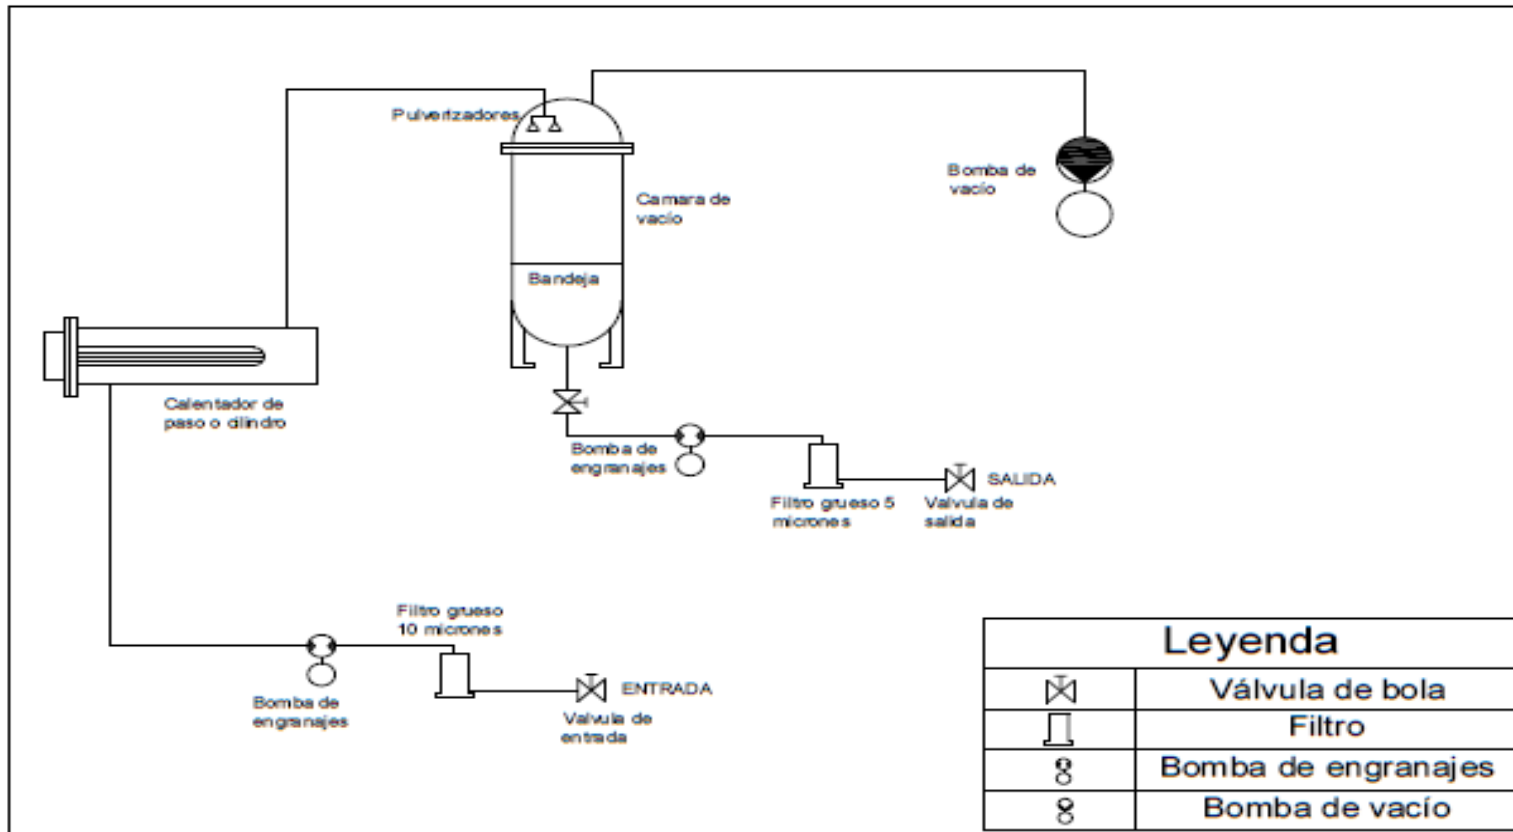 Pulverizadores
Camara de
vacío
Bomba de
vacío
Bandeja
Calentador de
paso o cilindro
Bomba de
engranajes
Filtro grueso 5
micrones
SALIDA
Valvula de
salida
Filtro grueso
10 micrones
Bomba de
engranajes
ENTRADA
Valvula de
entrada
Leyenda
Válvula de bola
Filtro
Bomba de engranajes
Bomba de vacío